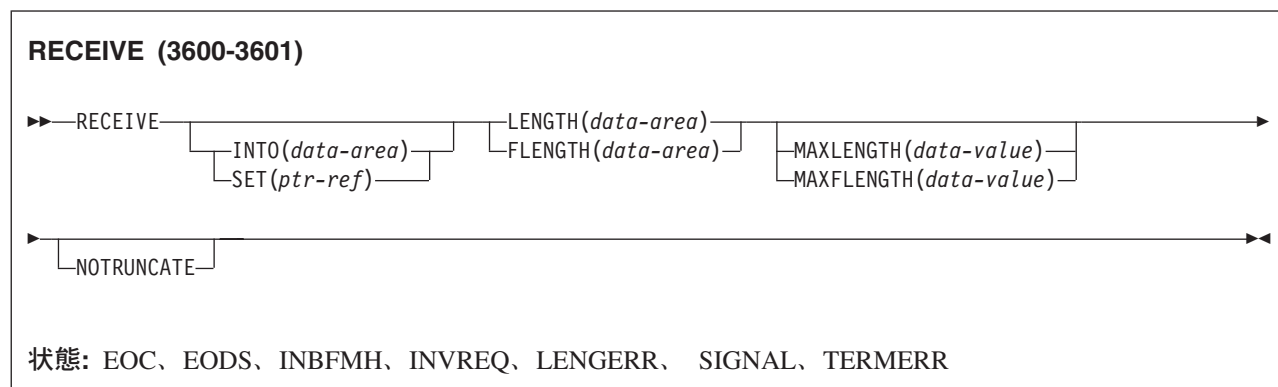 RECEIVE (3600-3601)
RECEIVE LENGTH(data-area)
INTO(data-area) FLENGTH(data-area) MAXLENGTH(data-value)
SET(ptr-ref) MAXFLENGTH(data-value)
NOTRUNCATE
状態: EOC、EODS、INBFMH、INVREQ、LENGERR、 SIGNAL、TERMERR